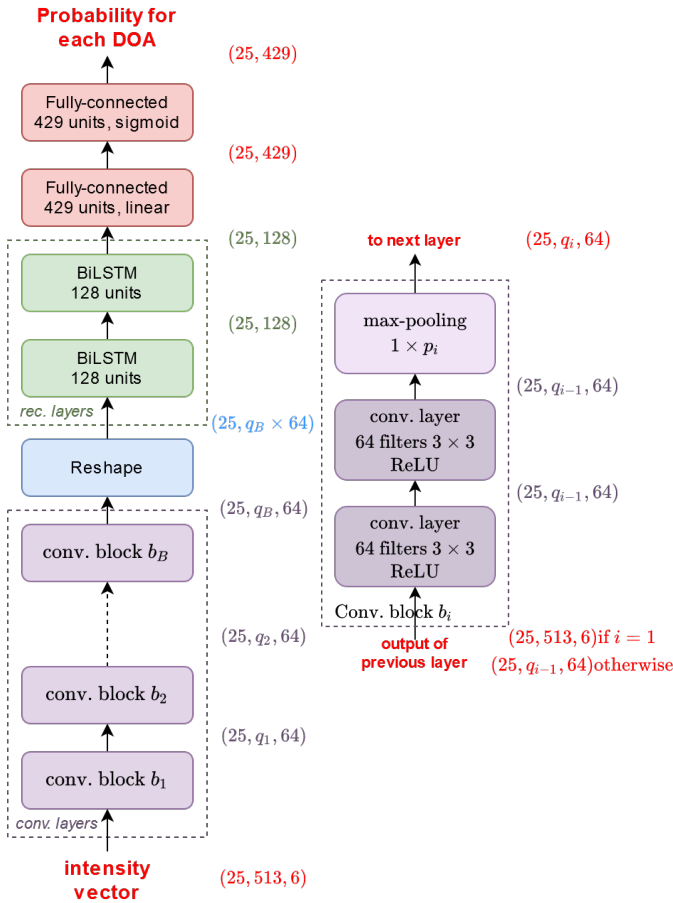 Probability for
each DOA
(25, 429)
Fully-connected
429 units, sigmoid
(25, 429)
Fully-connected
429 units, linear
(25, 128)
BiLSTM
128 units
(25, 128)
BiLSTM
128 units
rec. layers
(25, q_B × 64)
Reshape
(25, q_B, 64)
conv. block b_B
(25, q_2, 64)
conv. block b_2
(25, q_1, 64)
conv. block b_1
conv. layers
intensity
vector
(25, 513, 6)
to next layer
(25, q_i, 64)
max-pooling
1 × p_i
(25, q_{i−1}, 64)
conv. layer
64 filters 3 × 3
ReLU
(25, q_{i−1}, 64)
conv. layer
64 filters 3 × 3
ReLU
Conv. block b_i
output of
previous layer
(25, 513, 6)if i = 1
(25, q_{i−1}, 64)otherwise